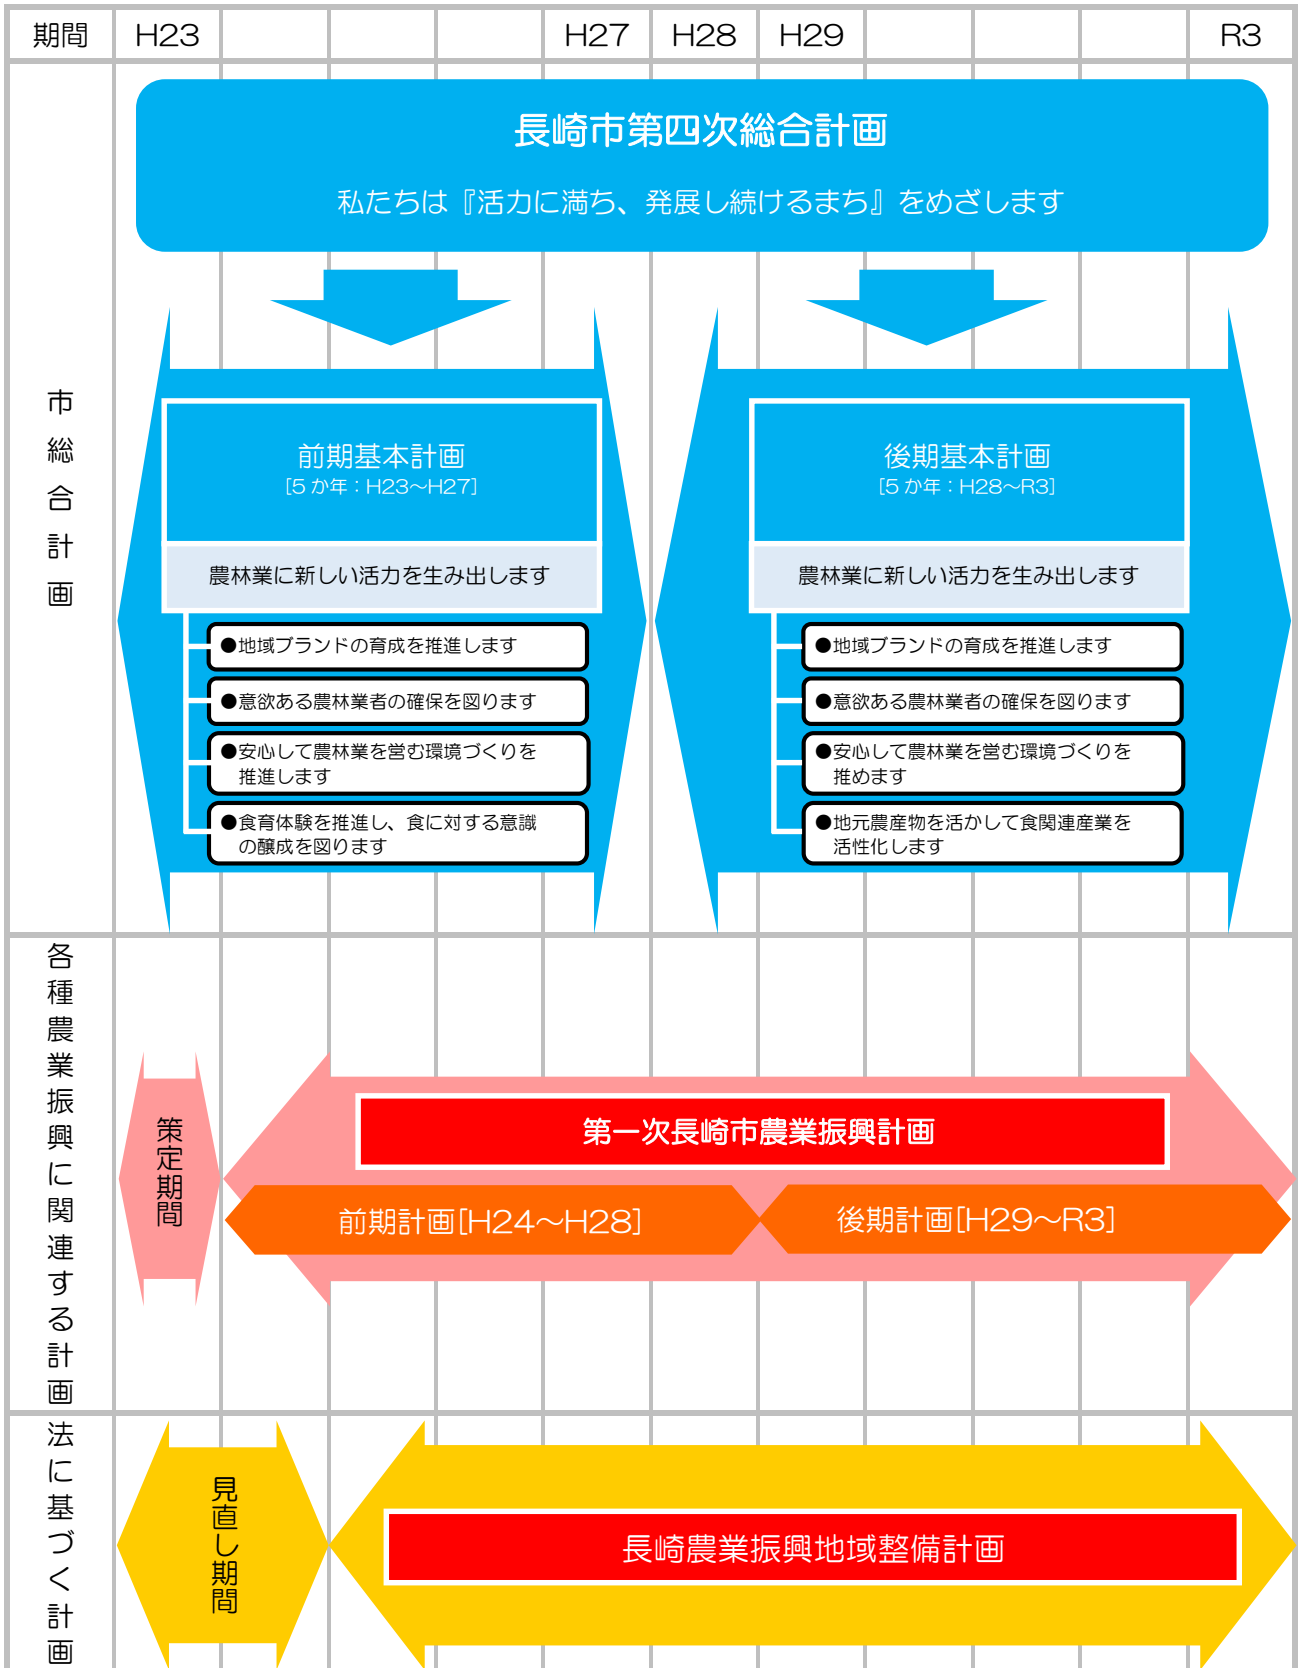 期間 H23 H27 H28 H29 R3
市総合計画
長崎市第四次総合計画
私たちは『活力に満ち、発展し続けるまち』をめざします
前期基本計画
[5か年：H23～H27]
農林業に新しい活力を生み出します
●地域ブランドの育成を推進します
●意欲ある農林業者の確保を図ります
●安心して農林業を営む環境づくりを
推進します
●食育体験を推進し、食に対する意識
の醸成を図ります
後期基本計画
[5か年：H28～R3]
農林業に新しい活力を生み出します
●地域ブランドの育成を推進します
●意欲ある農林業者の確保を図ります
●安心して農林業を営む環境づくりを
推めます
●地元農産物を活かして食関連産業を
活性化します
各種農業振興に関連する計画
策定期間
第一次長崎市農業振興計画
前期計画[H24～H28]
後期計画[H29～R3]
法に基づく計画
見直し期間
長崎農業振興地域整備計画